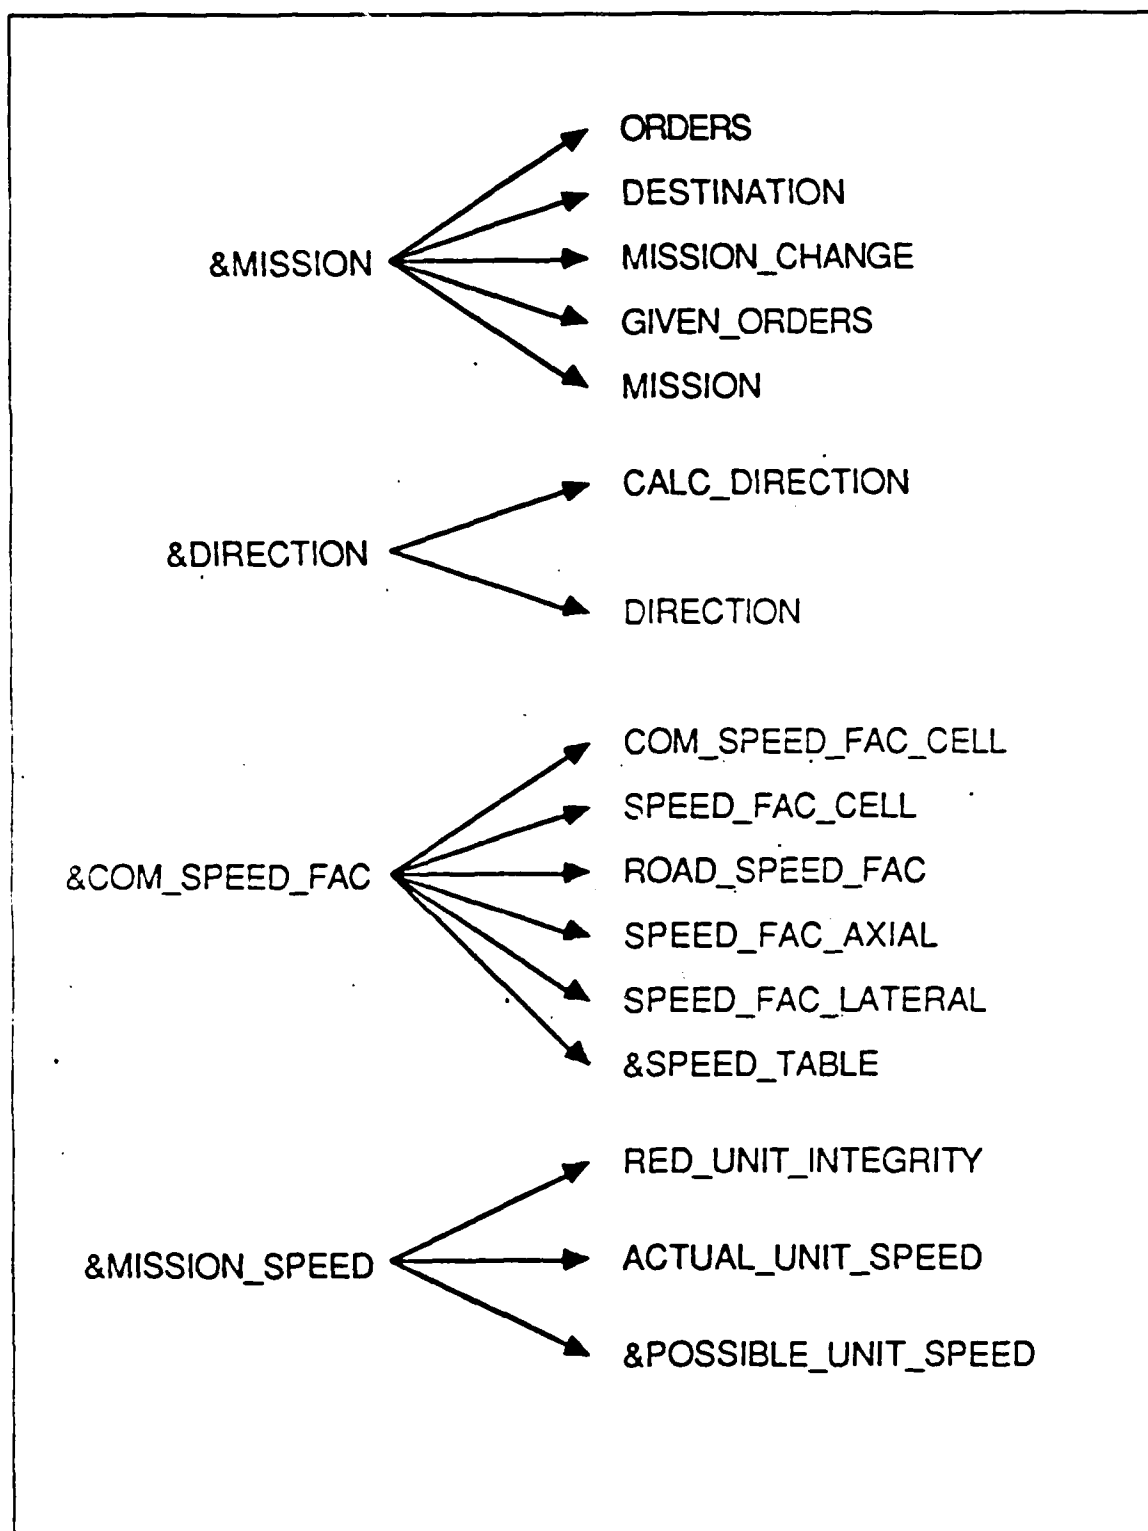 ORDERS
DESTINATION
&MISSION
MISSION_CHANGE
GIVEN_ORDERS
MISSION
CALC_DIRECTION
&DIRECTION
DIRECTION
COM_SPEED_FAC_CELL
SPEED_FAC_CELL
&COM_SPEED_FAC
ROAD_SPEED_FAC
SPEED_FAC_AXIAL
SPEED_FAC_LATERAL
&SPEED_TABLE
RED_UNIT_INTEGRITY
&MISSION_SPEED
ACTUAL_UNIT_SPEED
&POSSIBLE_UNIT_SPEED